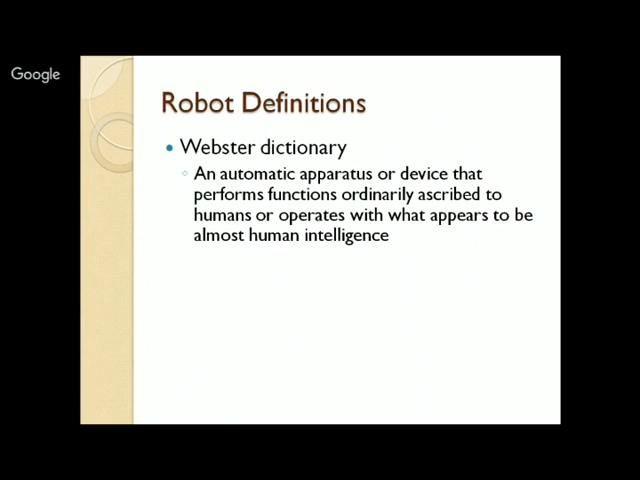 Google
Robot Definitions
Webster dictionary
An automatic apparatus or device that
performs functions ordinarily ascribed to
humans or operates with what appears to be
almost human intelligence